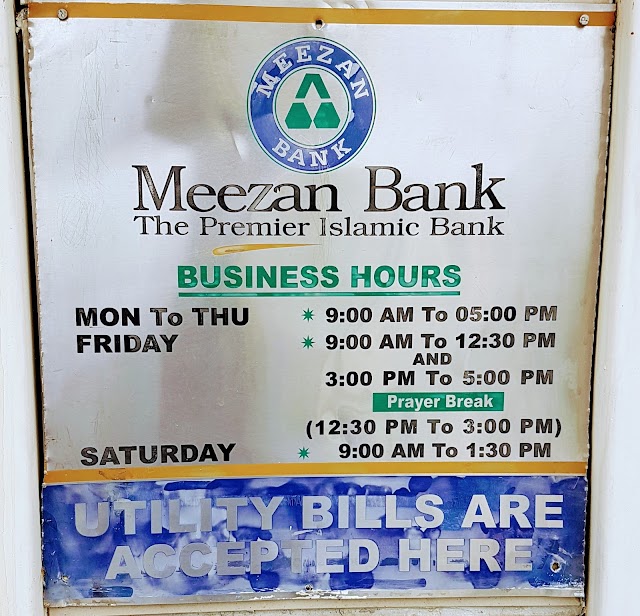 MEEZAN
BANK
Meezan Bank
The Premier Islamic Bank
BUSINESS HOURS
MON To THU ✷ 9:00 AM To 05:00 PM
FRIDAY ✷ 9:00 AM To 12:30 PM
AND
3:00 PM To 5:00 PM
Prayer Break
(12:30 PM To 3:00 PM)
SATURDAY ✷ 9:00 AM To 1:30 PM
UTILITY BILLS ARE
ACCEPTED HERE